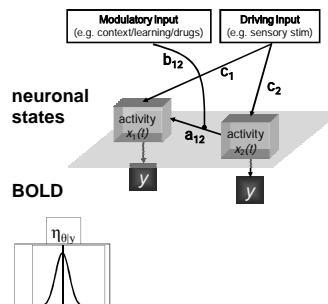 Modulatory Input
(e.g. context/learning/drugs)
Driving Input
(e.g. sensory stim)
b12
c1
c2
neuronal
states
activity
x1(t)
a12
activity
x2(t)
y
y
BOLD
ηθ|y